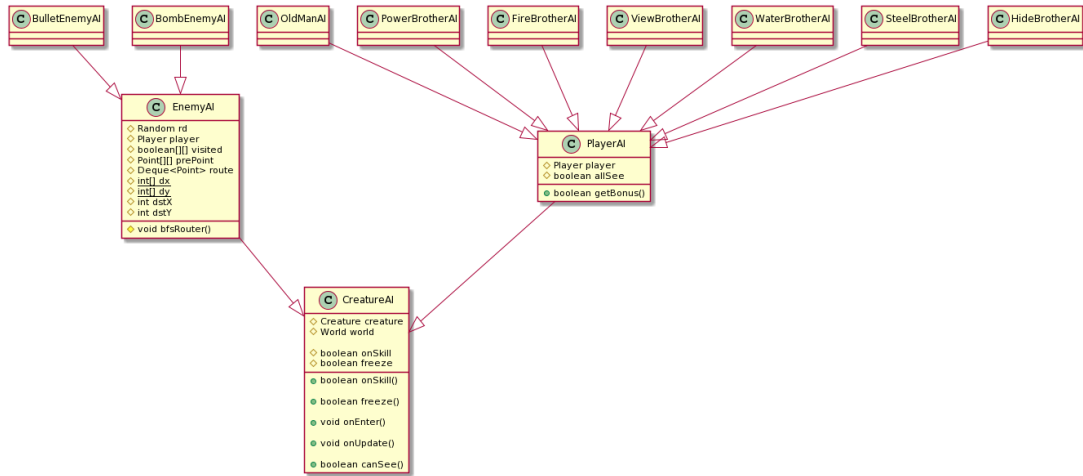 C BulletEnemyAI
C BombEnemyAI
C OldManAI
C PowerBrotherAI
C FireBrotherAI
C ViewBrotherAI
C WaterBrotherAI
C SteelBrotherAI
C HideBrotherAI
C EnemyAI
Random rd
Player player
boolean[][] visited
Point[][] prePoint
Deque<Point> route
int[] dx
int[] dy
int dstX
int dstY
void bfsRouter()
C PlayerAI
Player player
boolean allSee
boolean getBonus()
C CreatureAI
Creature creature
World world
boolean onSkill
boolean freeze
boolean onSkill()
boolean freeze()
void onEnter()
void onUpdate()
boolean canSee()